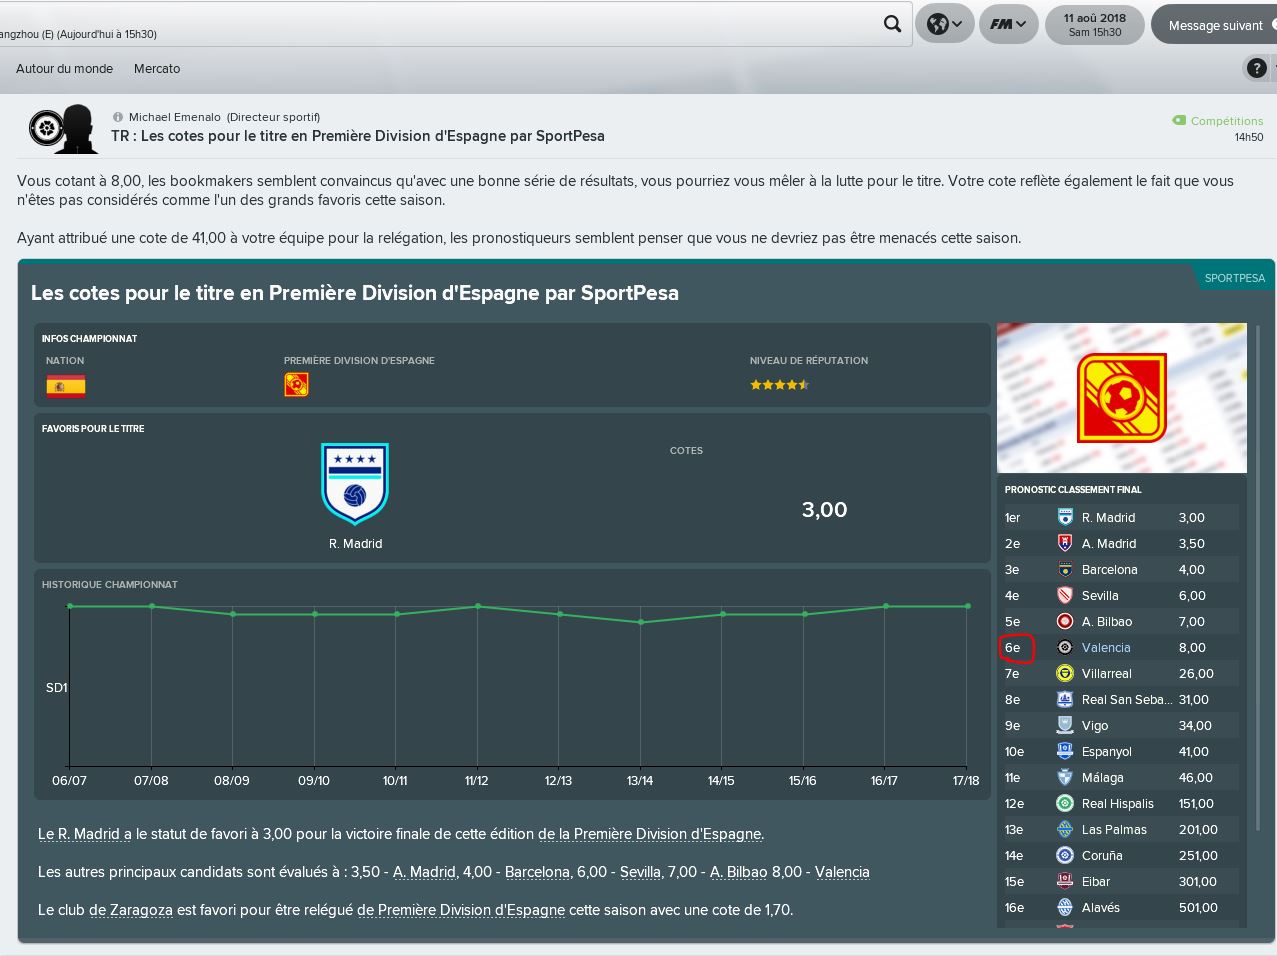 FM
11 aoû 2018
Message suivant
angzhou (E) (Aujourd'hui à 15h30)
Sam 15h30
Autour du monde Mercato
?
Michael Emenalo (Directeur sportif)
Compétitions
TR : Les cotes pour le titre en Première Division d'Espagne par SportPesa
14h50
Vous cotant à 8,00, les bookmakers semblent convaincus qu'avec une bonne série de résultats, vous pourriez vous mêler à la lutte pour le titre. Votre cote reflète également le fait que vous
n'êtes pas considérés comme l'un des grands favoris cette saison.
Ayant attribué une cote de 41,00 à votre équipe pour la relégation, les pronostiqueurs semblent penser que vous ne devriez pas être menacés cette saison.
SPORTPESA
Les cotes pour le titre en Première Division d'Espagne par SportPesa
INFOS CHAMPIONNAT
NATION PREMIÈRE DIVISION D'ESPAGNE NIVEAU DE RÉPUTATION
FAVORIS POUR LE TITRE
COTES
3,00
R. Madrid
HISTORIQUE CHAMPIONNAT
SD1
06/07 07/08 08/09 09/10 10/11 11/12 12/13 13/14 14/15 15/16 16/17 17/18
Le R. Madrid a le statut de favori à 3,00 pour la victoire finale de cette édition de la Première Division d'Espagne.
Les autres principaux candidats sont évalués à : 3,50 - A. Madrid, 4,00 - Barcelona, 6,00 - Sevilla, 7,00 - A. Bilbao 8,00 - Valencia
Le club de Zaragoza est favori pour être relégué de Première Division d'Espagne cette saison avec une cote de 1,70.
PRONOSTIC CLASSEMENT FINAL
1er R. Madrid 3,00
2e A. Madrid 3,50
3e Barcelona 4,00
4e Sevilla 6,00
5e A. Bilbao 7,00
6e Valencia 8,00
7e Villarreal 26,00
8e Real San Seba... 31,00
9e Vigo 34,00
10e Espanyol 41,00
11e Málaga 46,00
12e Real Hispalis 151,00
13e Las Palmas 201,00
14e Coruña 251,00
15e Eibar 301,00
16e Alavés 501,00